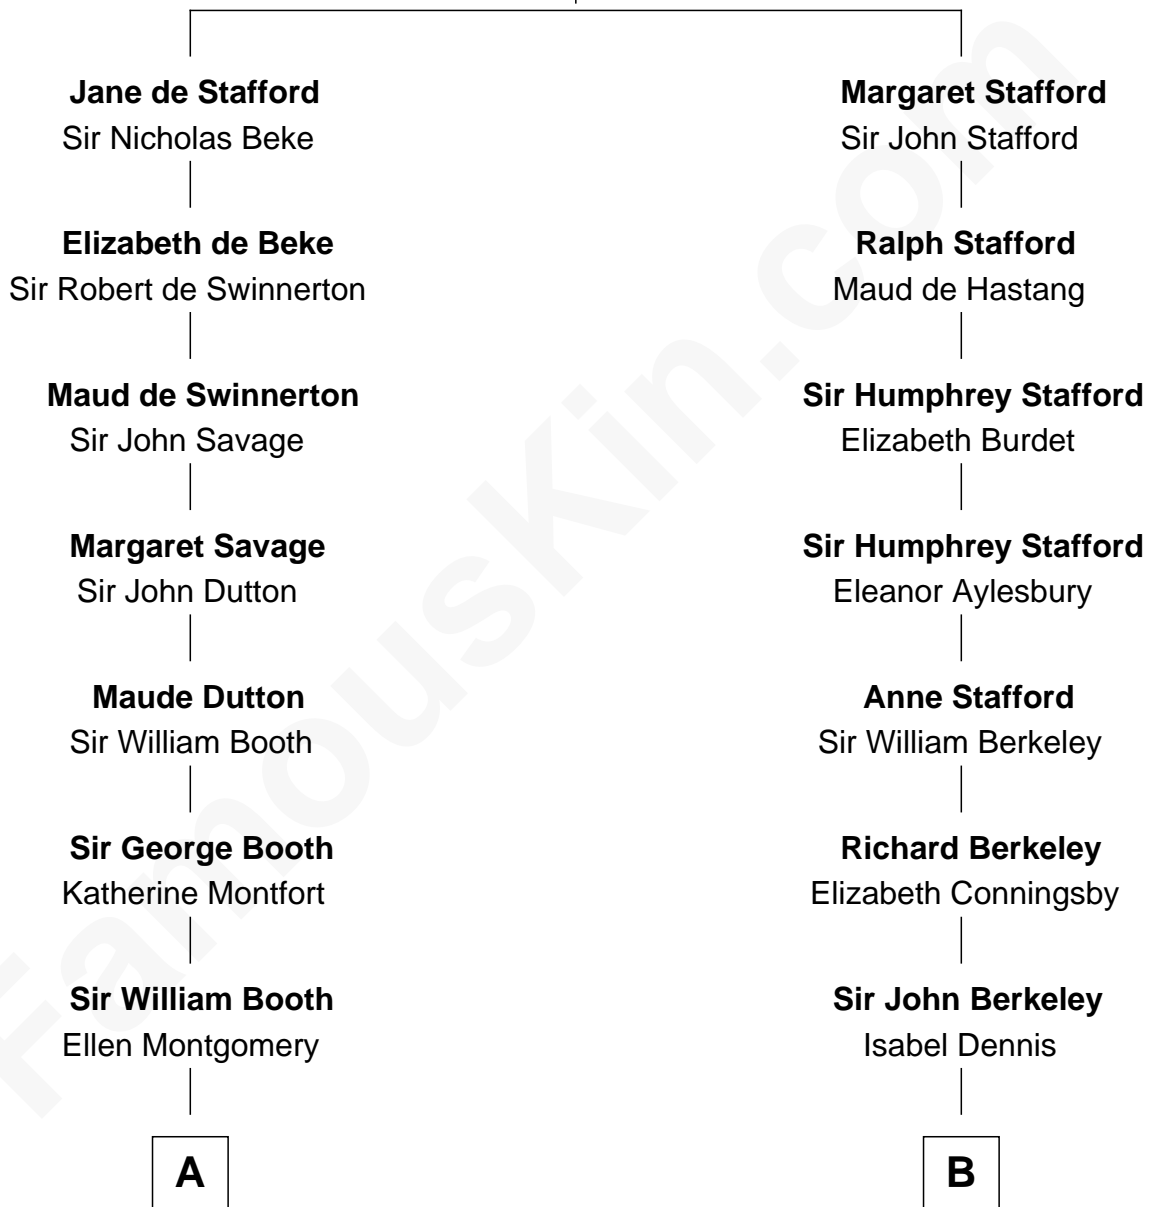 Jane de Stafford
Sir Nicholas Beke
Elizabeth de Beke
Sir Robert de Swinnerton
Maud de Swinnerton
Sir John Savage
Margaret Savage
Sir John Dutton
Maude Dutton
Sir William Booth
Sir George Booth
Katherine Montfort
Sir William Booth
Ellen Montgomery
A
Margaret Stafford
Sir John Stafford
Ralph Stafford
Maud de Hastang
Sir Humphrey Stafford
Elizabeth Burdet
Sir Humphrey Stafford
Eleanor Aylesbury
Anne Stafford
Sir William Berkeley
Richard Berkeley
Elizabeth Conningsby
Sir John Berkeley
Isabel Dennis
B
FamousKin.com